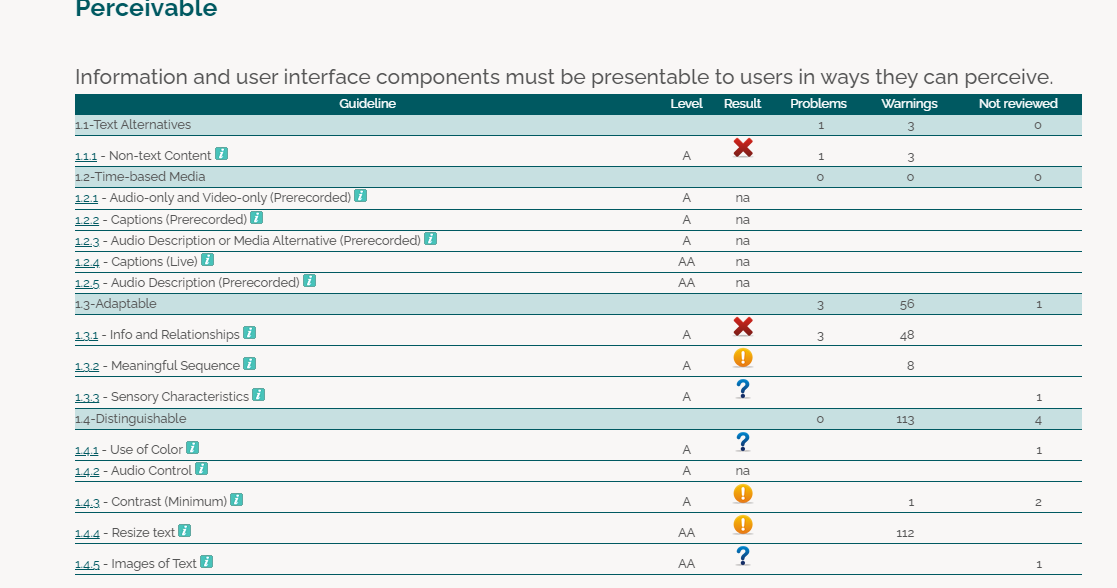 Perceivable
Information and user interface components must be presentable to users in ways they can perceive.
Guideline Level Result Problems Warnings Not reviewed
1.1-Text Alternatives 1 3 0
1.1.1 - Non-text Content i A 1 3
1.2-Time-based Media 0 0 0
1.2.1 - Audio-only and Video-only (Prerecorded) i A na
1.2.2 - Captions (Prerecorded) i A na
1.2.3 - Audio Description or Media Alternative (Prerecorded) i A na
1.2.4 - Captions (Live) i AA na
1.2.5 - Audio Description (Prerecorded) i AA na
1.3-Adaptable 3 56 1
1.3.1 - Info and Relationships i A 3 48
1.3.2 - Meaningful Sequence i A ! 8
1.3.3 - Sensory Characteristics i A ? 1
1.4-Distinguishable 0 113 4
1.4.1 - Use of Color i A ? 1
1.4.2 - Audio Control i A na
1.4.3 - Contrast (Minimum) i A ! 1 2
1.4.4 - Resize text i AA ! 112
1.4.5 - Images of Text i AA ? 1